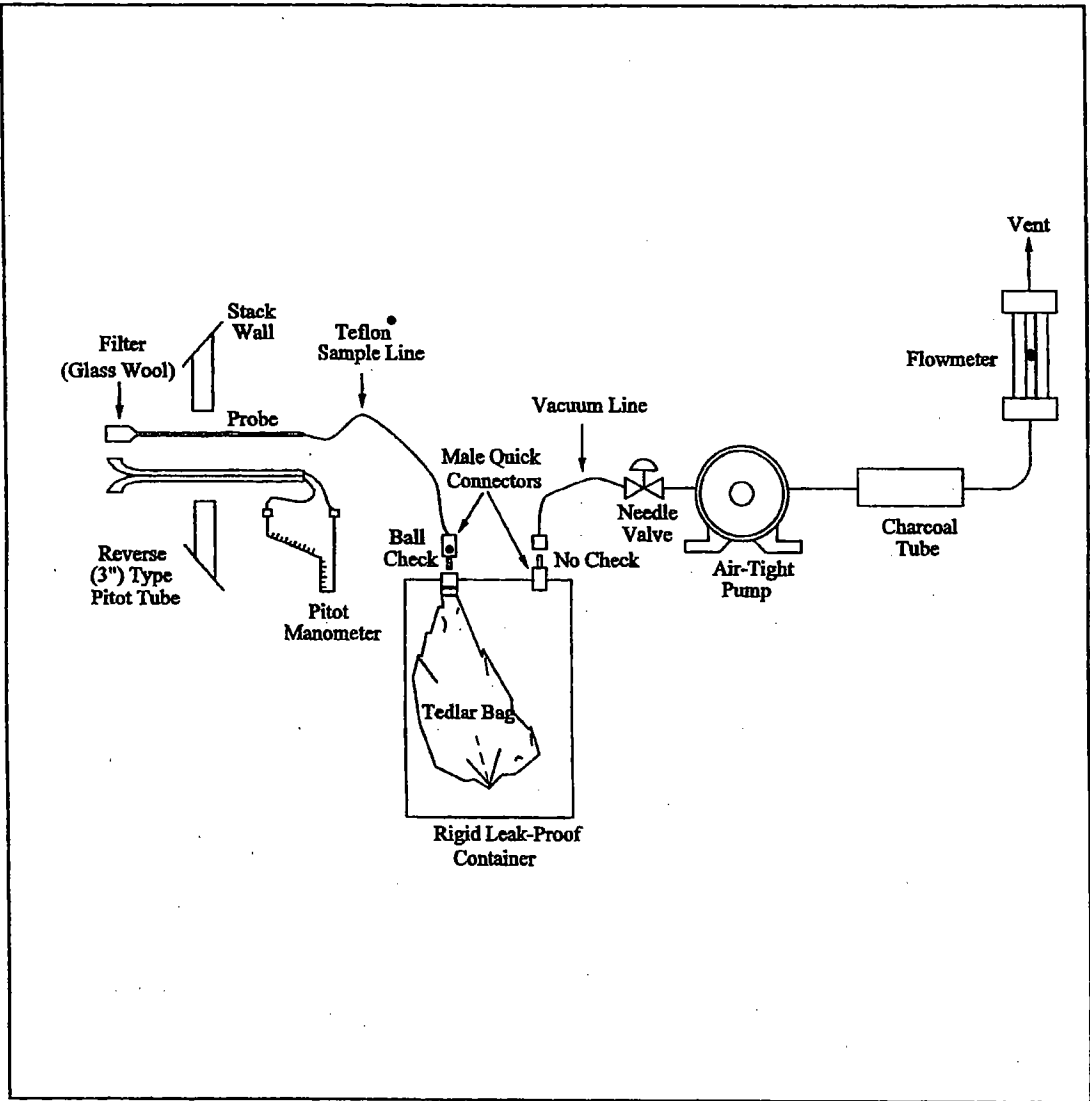 Vent
Stack
Wall
Filter
(Glass Wool)
Teflon
Sample Line
Flowmeter
Probe
Vacuum Line
Male Quick
Connectors
Needle
Valve
Charcoal
Tube
Ball
Check
No Check
Air-Tight
Pump
Reverse
(3") Type
Pitot Tube
Pitot
Manometer
Tedlar Bag
Rigid Leak-Proof
Container